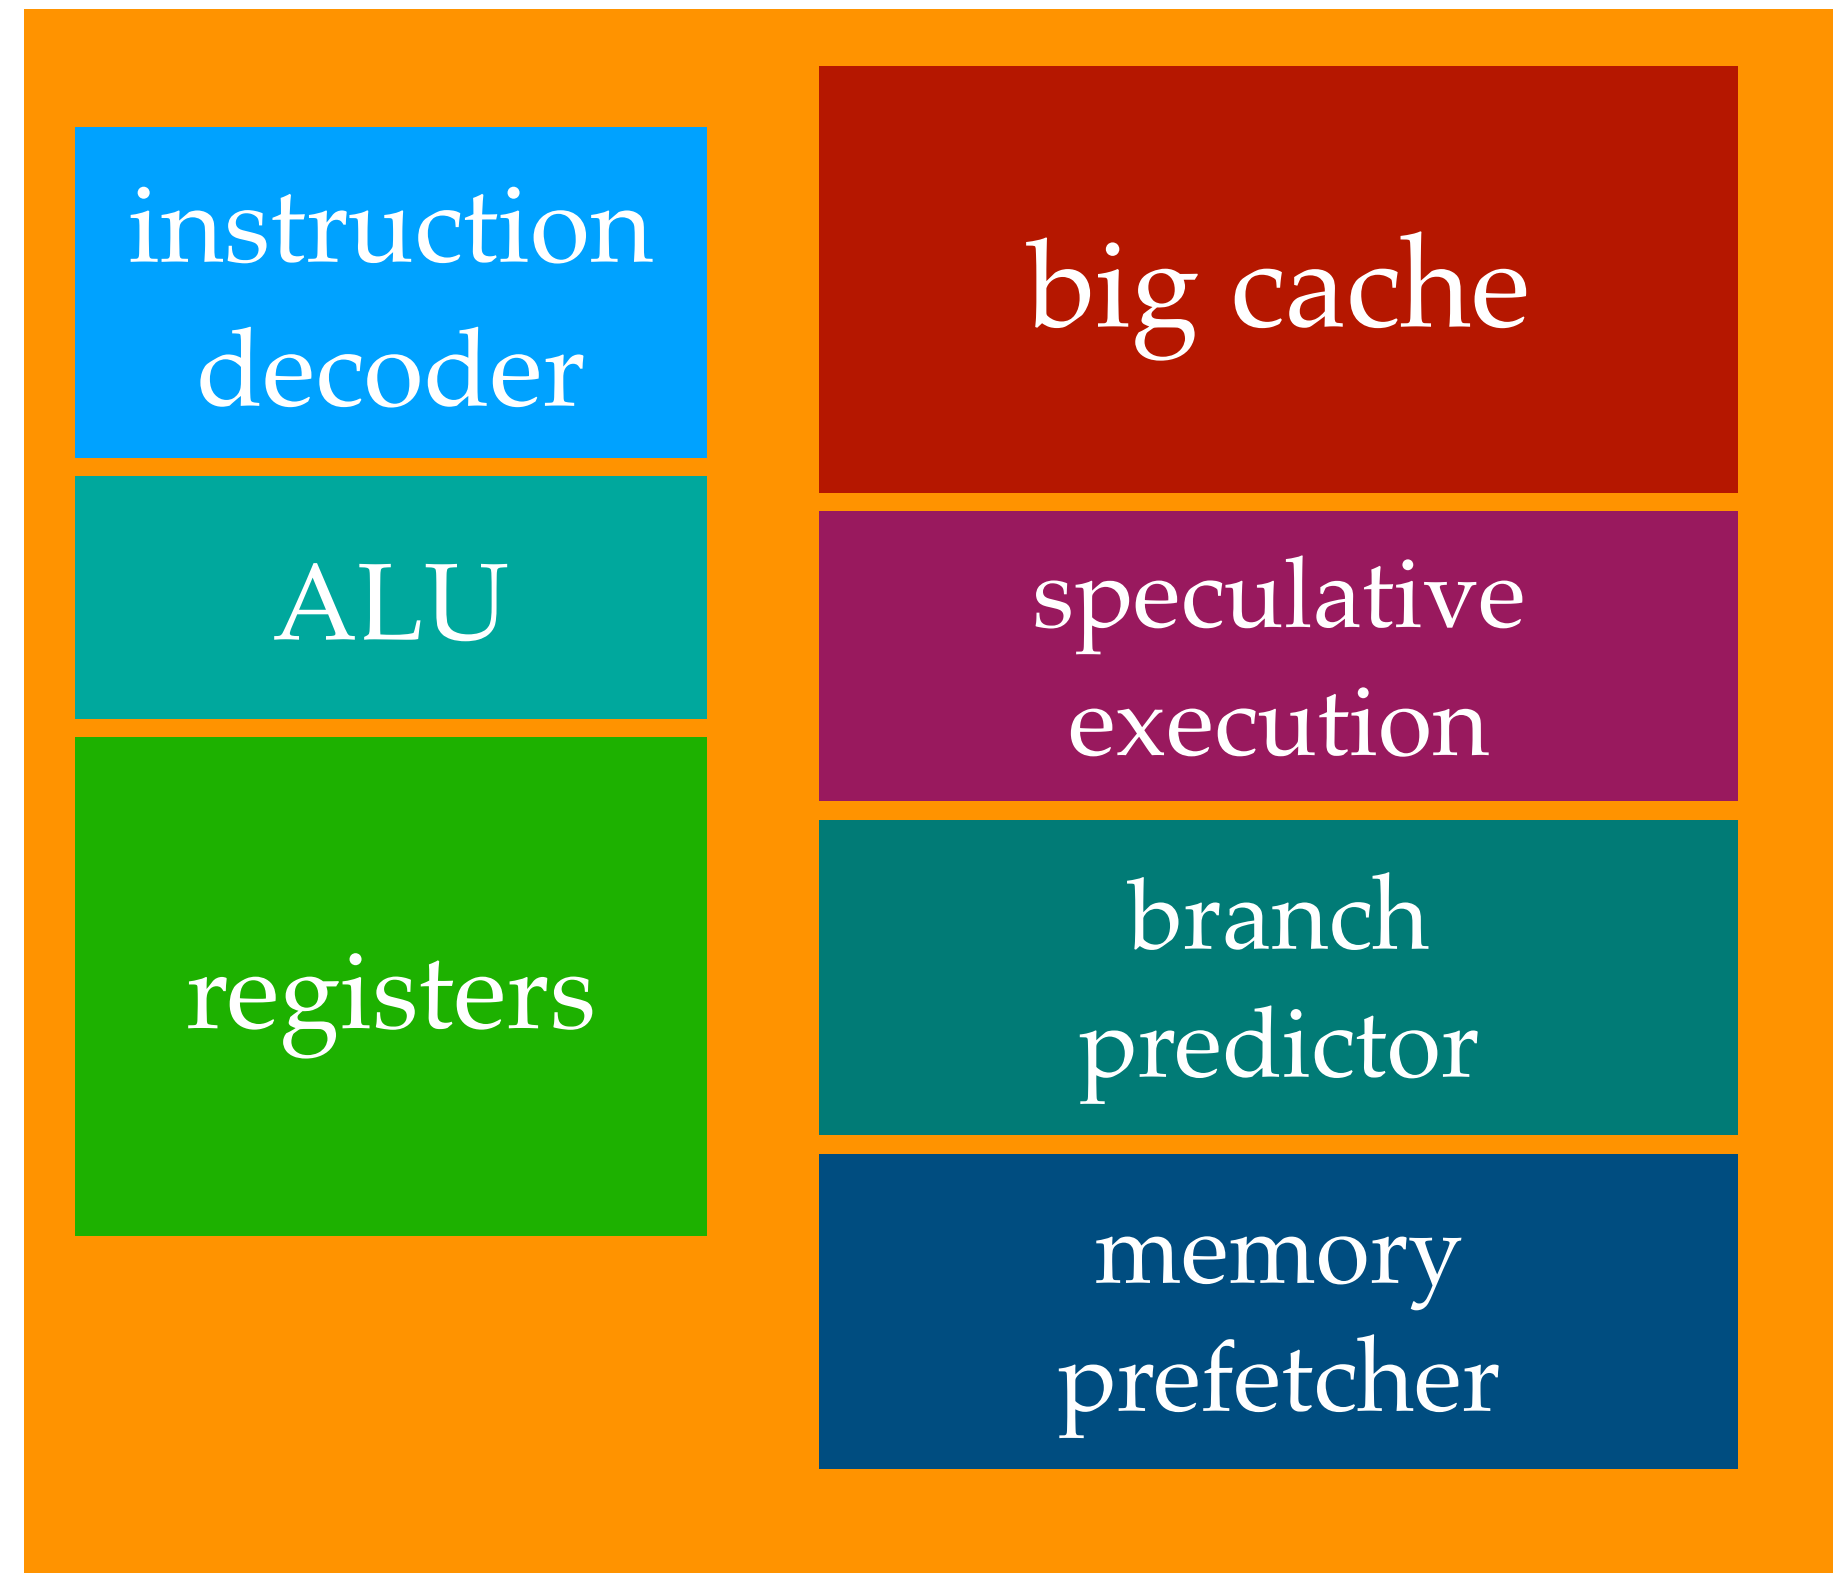 instruction
decoder
ALU
registers
big cache
speculative
execution
branch
predictor
memory
prefetcher